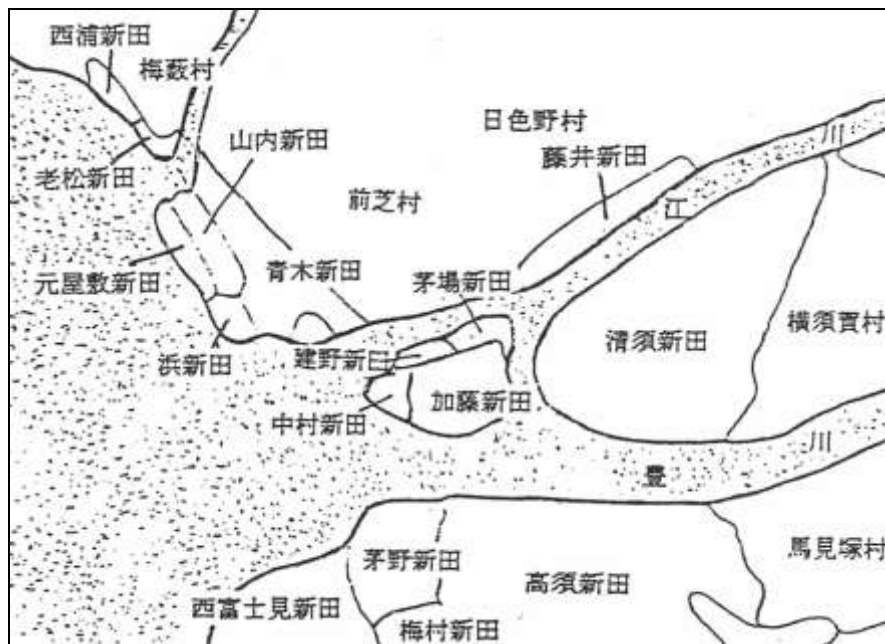 西浦新田
梅薮村
老松新田
山内新田
日色野村
藤井新田
前芝村
元屋敷新田
青木新田
茅場新田
江
川
浜新田
建野新田
清須新田
横須賀村
中村新田
加藤新田
豊
川
茅野新田
高須新田
馬見塚村
西富士見新田
梅村新田